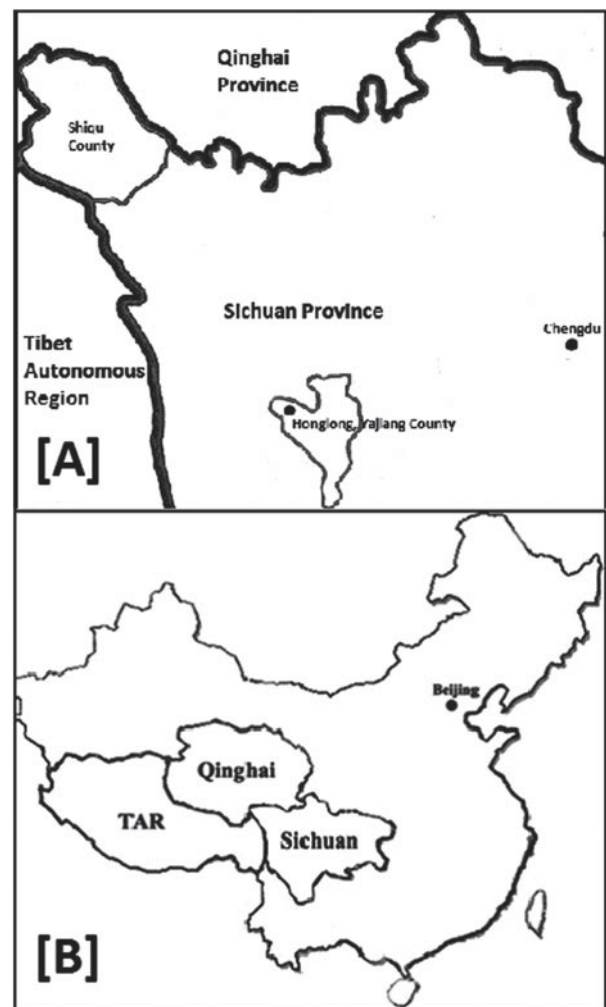 Qinghai
Province
Shiqu
County
Sichuan Province
Chengdu
Tibet
Autonomous
Region
Honglong, Yajiang County
[A]
Beijing
Qinghai
TAR
Sichuan
[B]